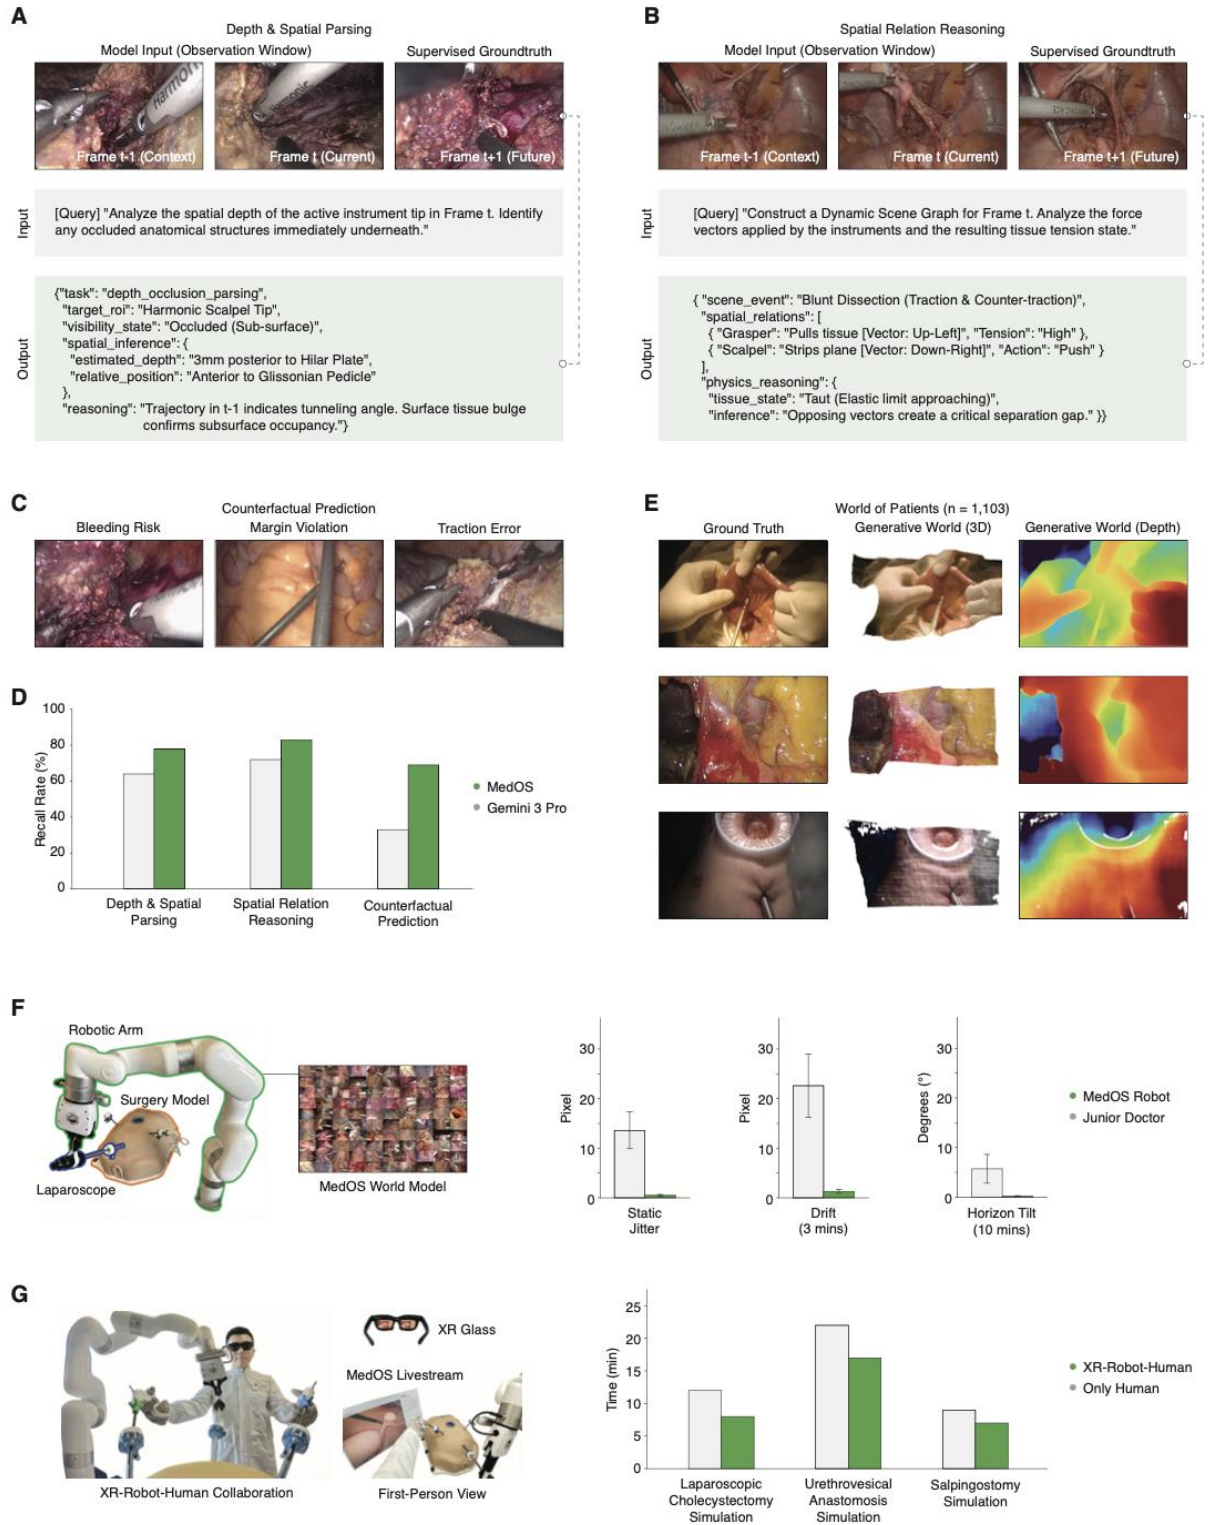 A
Depth & Spatial Parsing
Model Input (Observation Window)
Supervised Groundtruth
Harmon
Harmonic
Frame t-1 (Context)
Frame t (Current)
Frame t+1 (Future)
Input
[Query] "Analyze the spatial depth of the active instrument tip in Frame t. Identify
any occluded anatomical structures immediately underneath."
Output
{"task": "depth_occlusion_parsing",
"target_roi": "Harmonic Scalpel Tip",
"visibility_state": "Occluded (Sub-surface)",
"spatial_inference": {
"estimated_depth": "3mm posterior to Hilar Plate",
"relative_position": "Anterior to Glissonian Pedicle"
},
"reasoning": "Trajectory in t-1 indicates tunneling angle. Surface tissue bulge
confirms subsurface occupancy."}
B
Spatial Relation Reasoning
Model Input (Observation Window)
Supervised Groundtruth
Frame t-1 (Context)
Frame t (Current)
Frame t+1 (Future)
Input
[Query] "Construct a Dynamic Scene Graph for Frame t. Analyze the force
vectors applied by the instruments and the resulting tissue tension state."
Output
{ "scene_event": "Blunt Dissection (Traction & Counter-traction)",
"spatial_relations": [
{ "Grasper": "Pulls tissue [Vector: Up-Left]", "Tension": "High" },
{ "Scalpel": "Strips plane [Vector: Down-Right]", "Action": "Push" }
],
"physics_reasoning": {
"tissue_state": "Taut (Elastic limit approaching)",
"inference": "Opposing vectors create a critical separation gap." }}
C
Counterfactual Prediction
Bleeding Risk
Margin Violation
Traction Error
D
Recall Rate (%)
100
80
60
40
20
0
Depth & Spatial
Parsing
Spatial Relation
Reasoning
Counterfactual
Prediction
MedOS
Gemini 3 Pro
E
World of Patients (n = 1,103)
Ground Truth
Generative World (3D)
Generative World (Depth)
F
Robotic Arm
Surgery Model
Laparoscope
MedOS World Model
Pixel
30
20
10
0
Static
Jitter
Pixel
30
20
10
0
Drift
(3 mins)
Degrees (°)
30
20
10
0
Horizon Tilt
(10 mins)
MedOS Robot
Junior Doctor
G
XR Glass
MedOS Livestream
XR-Robot-Human Collaboration
First-Person View
Time (min)
25
20
15
10
5
0
Laparoscopic
Cholecystectomy
Simulation
Urethrovesical
Anastomosis
Simulation
Salpingostomy
Simulation
XR-Robot-Human
Only Human